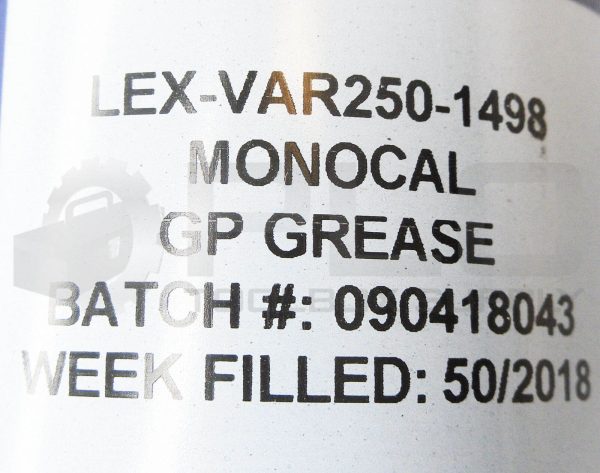 LEX-VAR250-1498
MONOCAL
GP GREASE
BATCH #: 090418043
WEEK FILLED: 50/2018